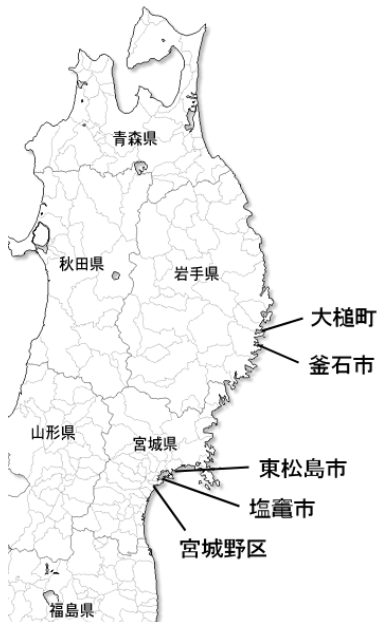 青森県
秋田県
岩手県
大槌町
釜石市
山形県
宮城県
東松島市
塩竈市
宮城野区
福島県